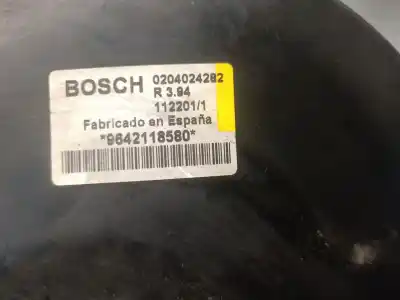 BOSCH 0204024282
R 3.94
112201/1
Fabricado en España
*9642118580*